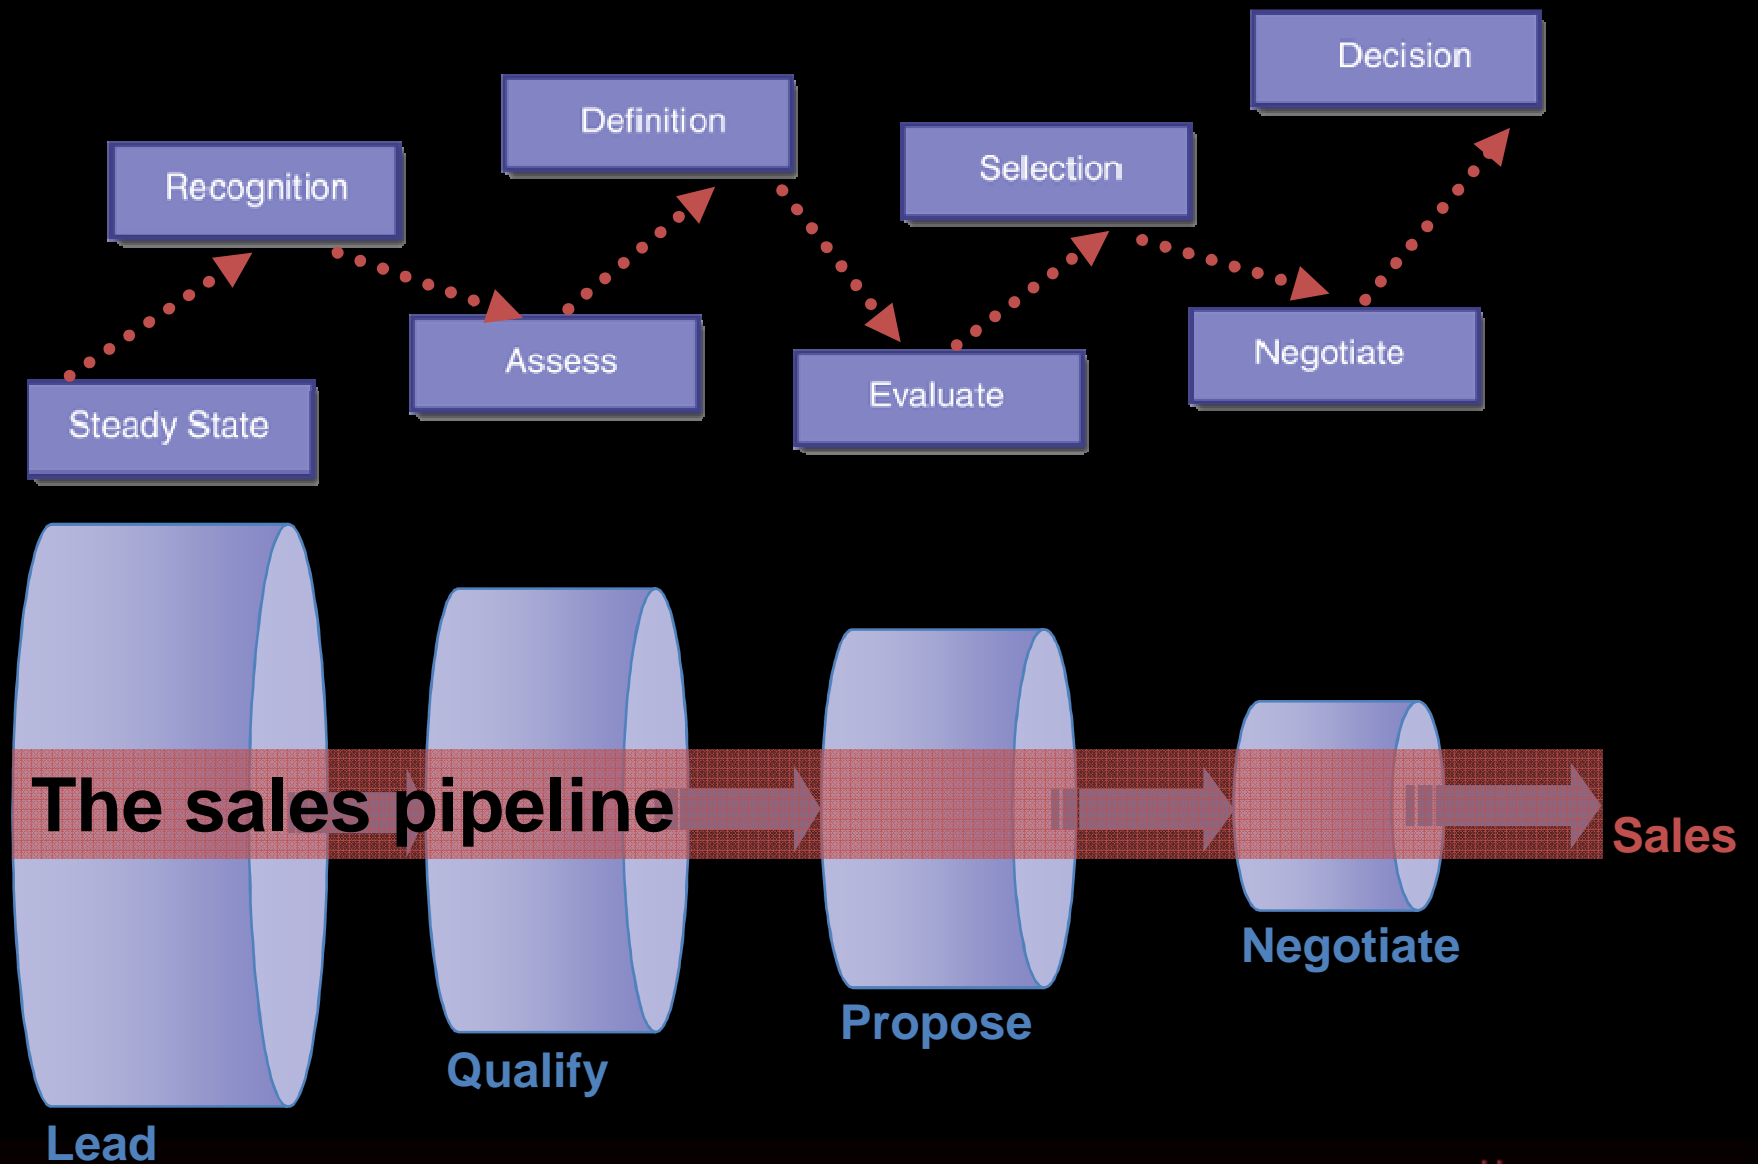 Decision
Definition
Selection
Recognition
Negotiate
Assess
Evaluate
Steady State
The sales pipeline
Sales
Negotiate
Propose
Qualify
Lead